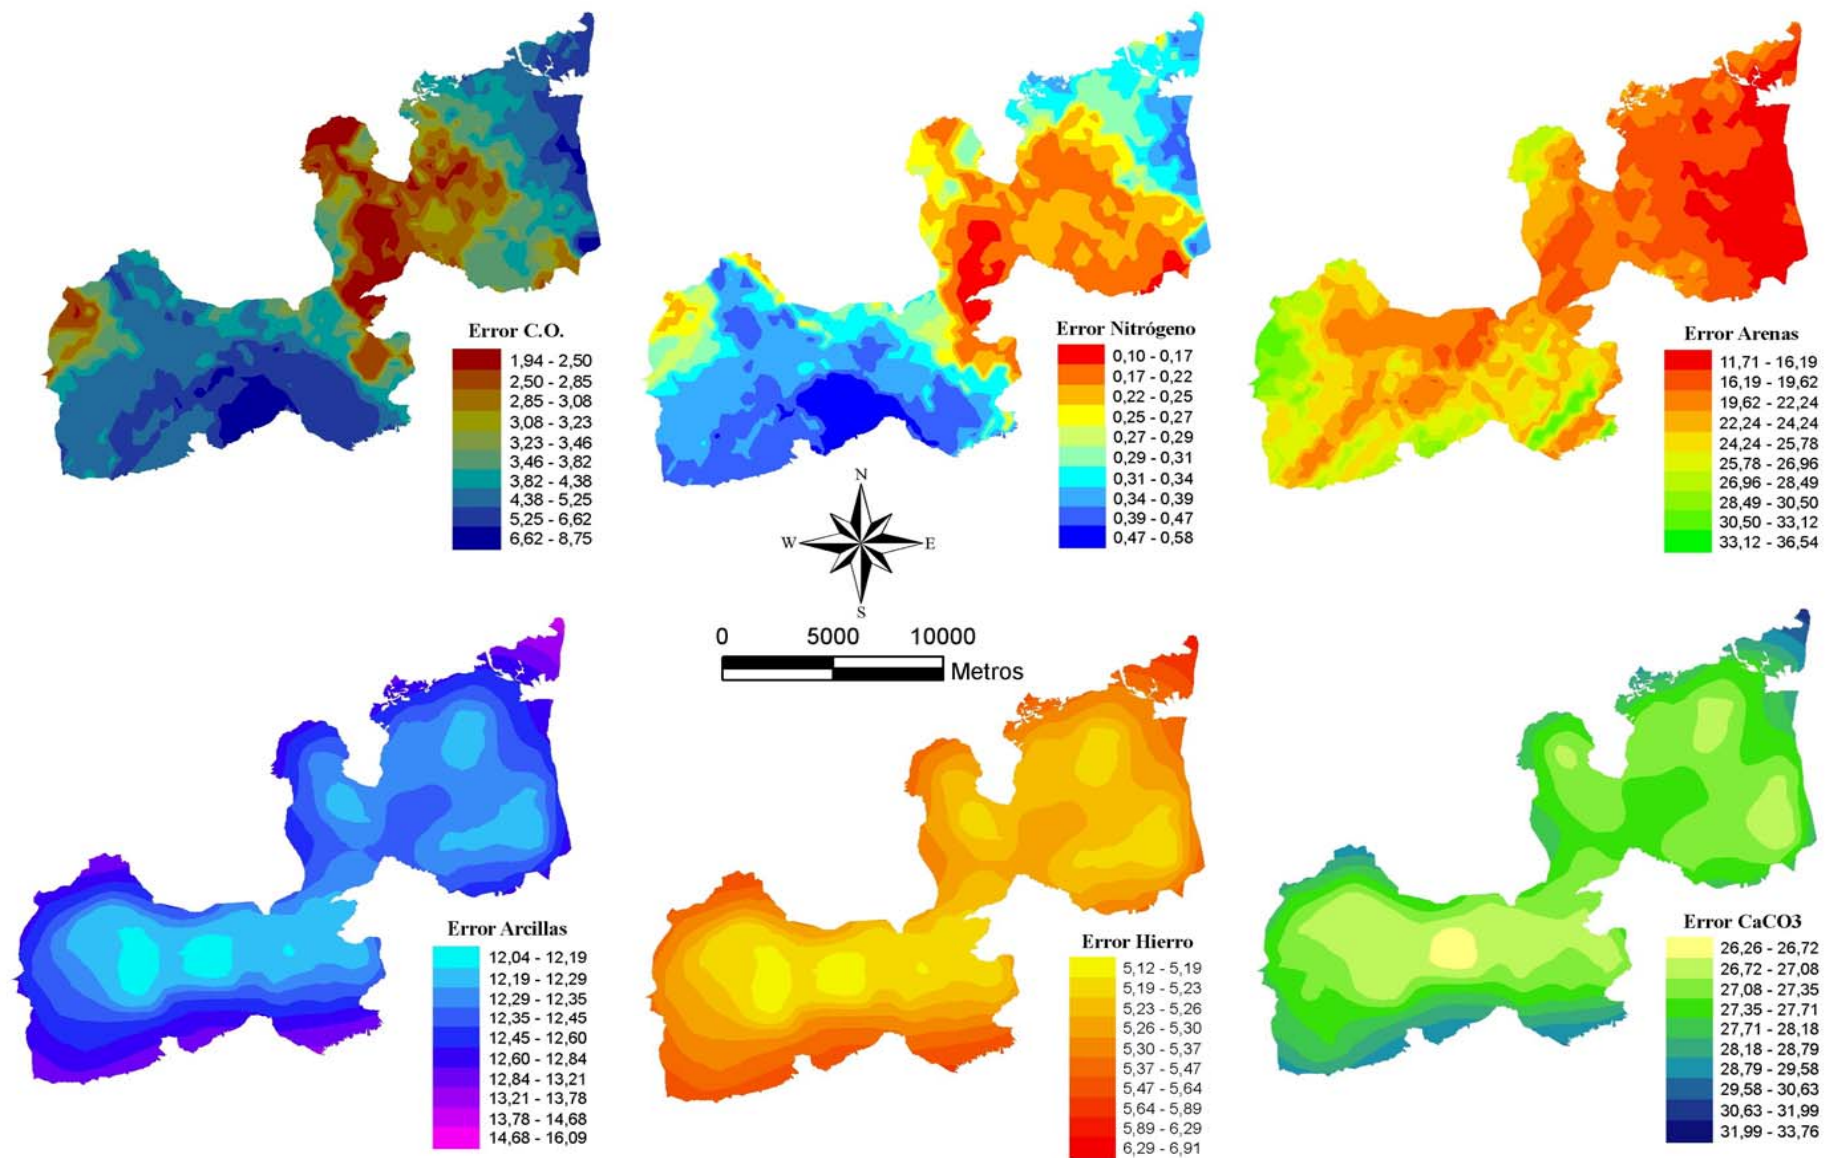 Error C.O.
1,94 - 2,50
2,50 - 2,85
2,85 - 3,08
3,08 - 3,23
3,23 - 3,46
3,46 - 3,82
3,82 - 4,38
4,38 - 5,25
5,25 - 6,62
6,62 - 8,75
Error Nitrógeno
0,10 - 0,17
0,17 - 0,22
0,22 - 0,25
0,25 - 0,27
0,27 - 0,29
0,29 - 0,31
0,31 - 0,34
0,34 - 0,39
0,39 - 0,47
0,47 - 0,58
Error Arenas
11,71 - 16,19
16,19 - 19,62
19,62 - 22,24
22,24 - 24,24
24,24 - 25,78
25,78 - 26,96
26,96 - 28,49
28,49 - 30,50
30,50 - 33,12
33,12 - 36,54
N
W E
S
0 5000 10000
Metros
Error Arcillas
12,04 - 12,19
12,19 - 12,29
12,29 - 12,35
12,35 - 12,45
12,45 - 12,60
12,60 - 12,84
12,84 - 13,21
13,21 - 13,78
13,78 - 14,68
14,68 - 16,09
Error Hierro
5,12 - 5,19
5,19 - 5,23
5,23 - 5,26
5,26 - 5,30
5,30 - 5,37
5,37 - 5,47
5,47 - 5,64
5,64 - 5,89
5,89 - 6,29
6,29 - 6,91
Error CaCO3
26,26 - 26,72
26,72 - 27,08
27,08 - 27,35
27,35 - 27,71
27,71 - 28,18
28,18 - 28,79
28,79 - 29,58
29,58 - 30,63
30,63 - 31,99
31,99 - 33,76